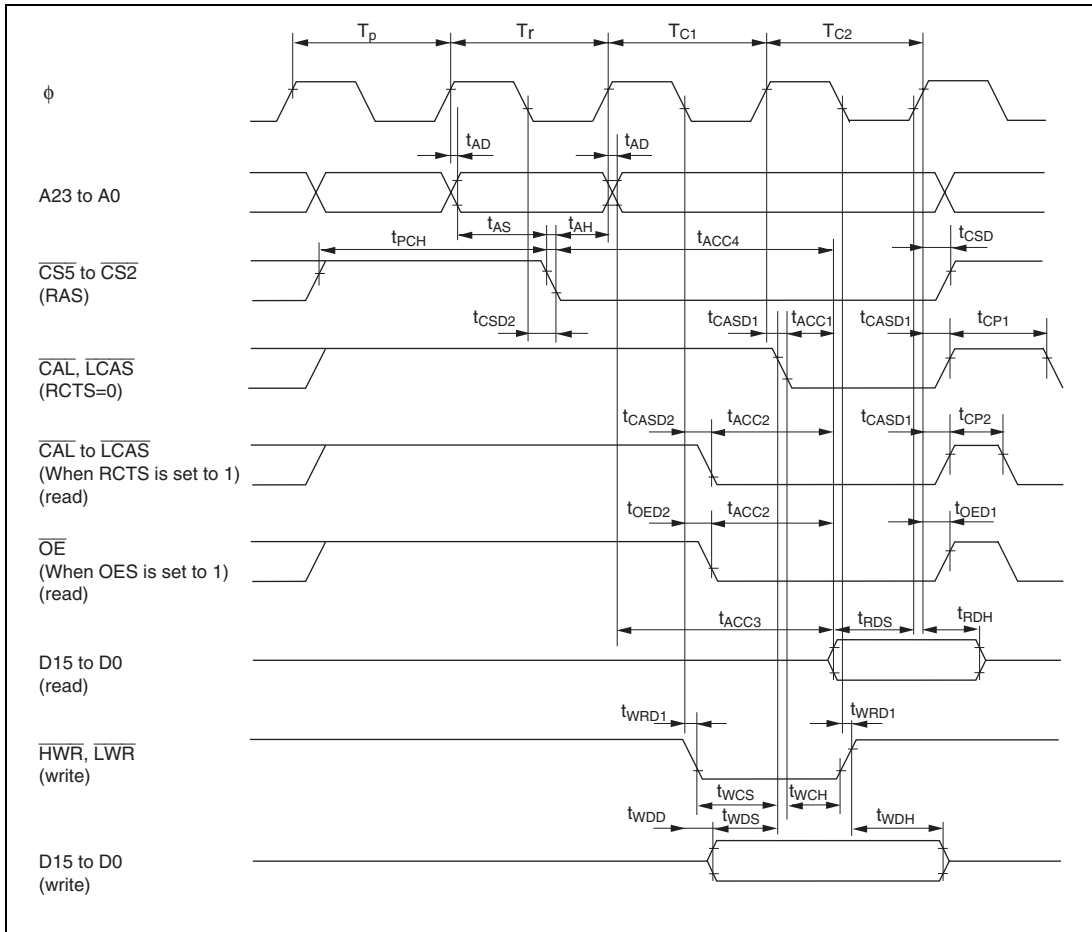 Tp Tr TC1 TC2
ϕ
tAD tAD
A23 to A0
tAS tAH
tPCH tACC4 tCSD
CS5 to CS2
(RAS)
tCSD2 tCASD1 tACC1 tCASD1 tCP1
CAL, LCAS
(RCTS=0)
tCASD2 tACC2 tCASD1 tCP2
CAL to LCAS
(When RCTS is set to 1)
(read)
tOED2 tACC2 tOED1
OE
(When OES is set to 1)
(read)
tACC3 tRDS tRDH
D15 to D0
(read)
tWRD1 tWRD1
HWR, LWR
(write)
tWCS tWCH
tWDD tWDS tWDH
D15 to D0
(write)